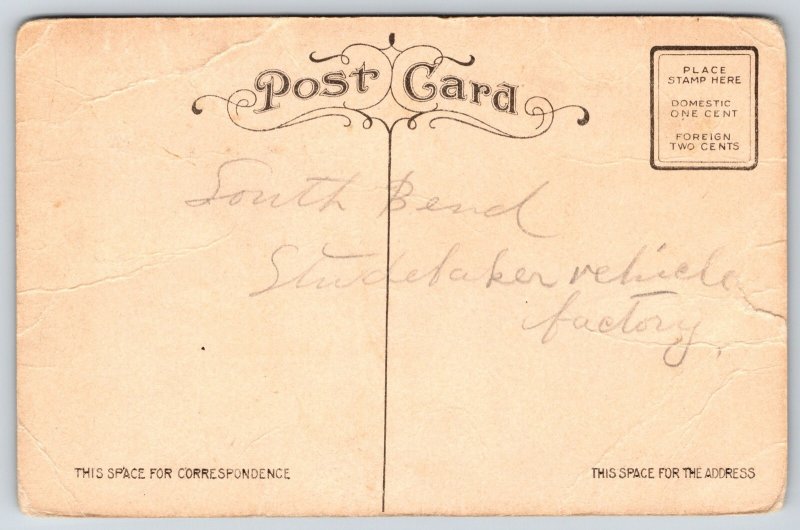 Post Card
PLACE
STAMP HERE
DOMESTIC
ONE CENT
FOREIGN
TWO CENTS
South Bend
Studebaker vehicle
factory.
THIS SPACE FOR CORRESPONDENCE
THIS SPACE FOR THE ADDRESS